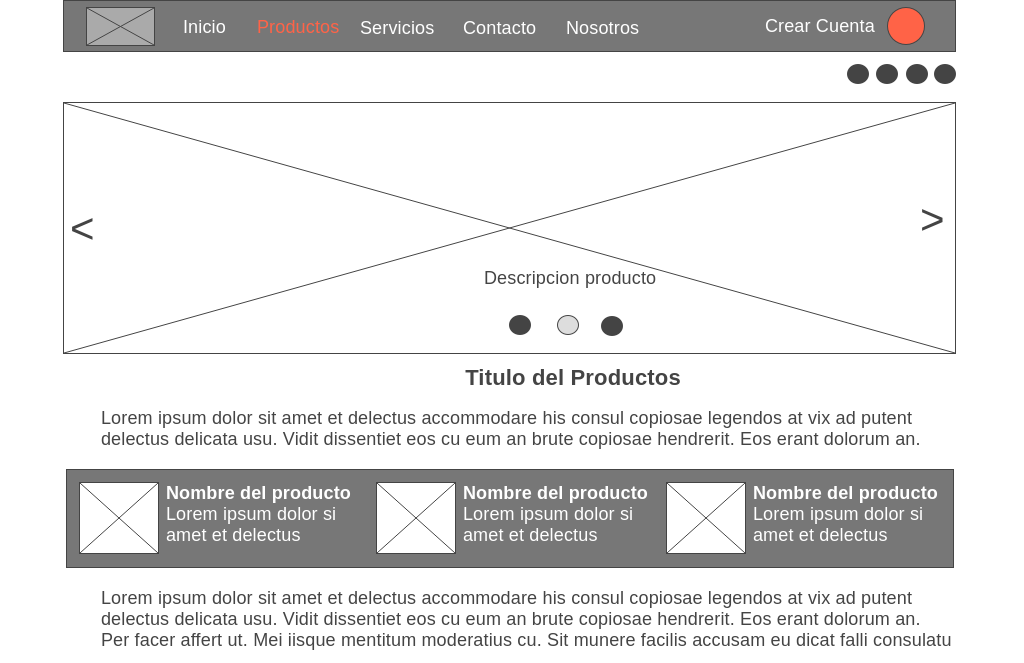 Inicio Productos Servicios Contacto Nosotros Crear Cuenta
< >
Descripcion producto
Titulo del Productos
Lorem ipsum dolor sit amet et delectus accommodare his consul copiosae legendos at vix ad putent
delectus delicata usu. Vidit dissentiet eos cu eum an brute copiosae hendrerit. Eos erant dolorum an.
Nombre del producto
Lorem ipsum dolor si
amet et delectus
Nombre del producto
Lorem ipsum dolor si
amet et delectus
Nombre del producto
Lorem ipsum dolor si
amet et delectus
Lorem ipsum dolor sit amet et delectus accommodare his consul copiosae legendos at vix ad putent
delectus delicata usu. Vidit dissentiet eos cu eum an brute copiosae hendrerit. Eos erant dolorum an.
Per facer affert ut. Mei iisque mentitum moderatius cu. Sit munere facilis accusam eu dicat falli consulatu